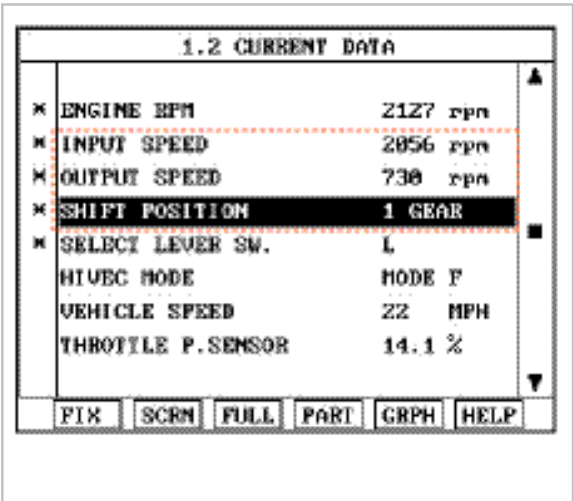 1.2 CURRENT DATA
* ENGINE RPM 2127 rpm
* INPUT SPEED 2056 rpm
* OUTPUT SPEED 730 rpm
* SHIFT POSITION 1 GEAR
* SELECT LEVER SW. L
HIVEC MODE MODE F
VEHICLE SPEED 22 MPH
THROTTLE P.SENSOR 14.1 %
FIX SCRN FULL PART GRPH HELP